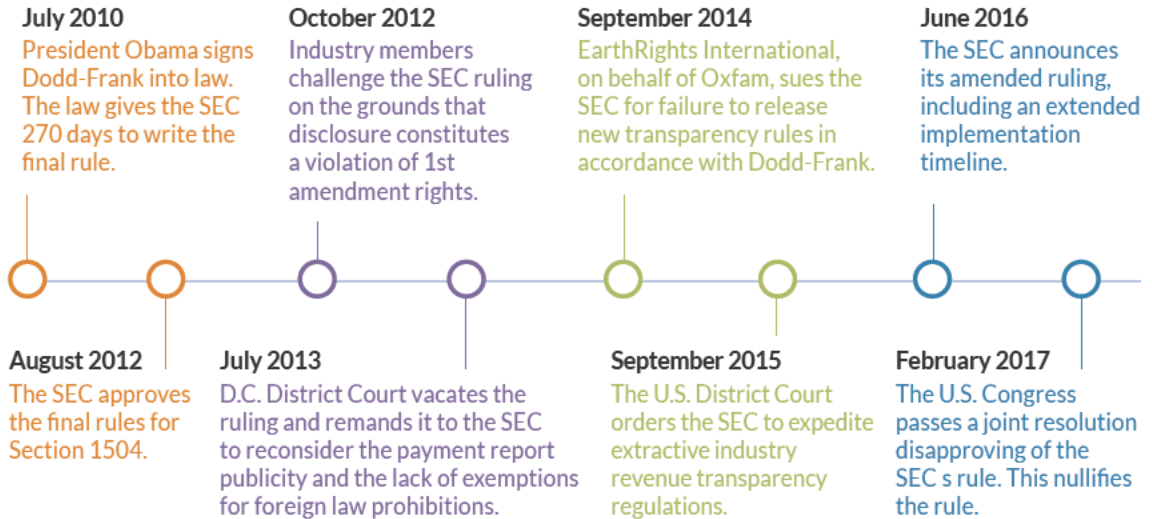 July 2010
President Obama signs
Dodd-Frank into law.
The law gives the SEC
270 days to write the
final rule.
October 2012
Industry members
challenge the SEC ruling
on the grounds that
disclosure constitutes
a violation of 1st
amendment rights.
September 2014
EarthRights International,
on behalf of Oxfam, sues the
SEC for failure to release
new transparency rules in
accordance with Dodd-Frank.
June 2016
The SEC announces
its amended ruling,
including an extended
implementation
timeline.
August 2012
The SEC approves
the final rules for
Section 1504.
July 2013
D.C. District Court vacates the
ruling and remands it to the SEC
to reconsider the payment report
publicity and the lack of exemptions
for foreign law prohibitions.
September 2015
The U.S. District Court
orders the SEC to expedite
extractive industry
revenue transparency
regulations.
February 2017
The U.S. Congress
passes a joint resolution
disapproving of the
SEC s rule. This nullifies
the rule.